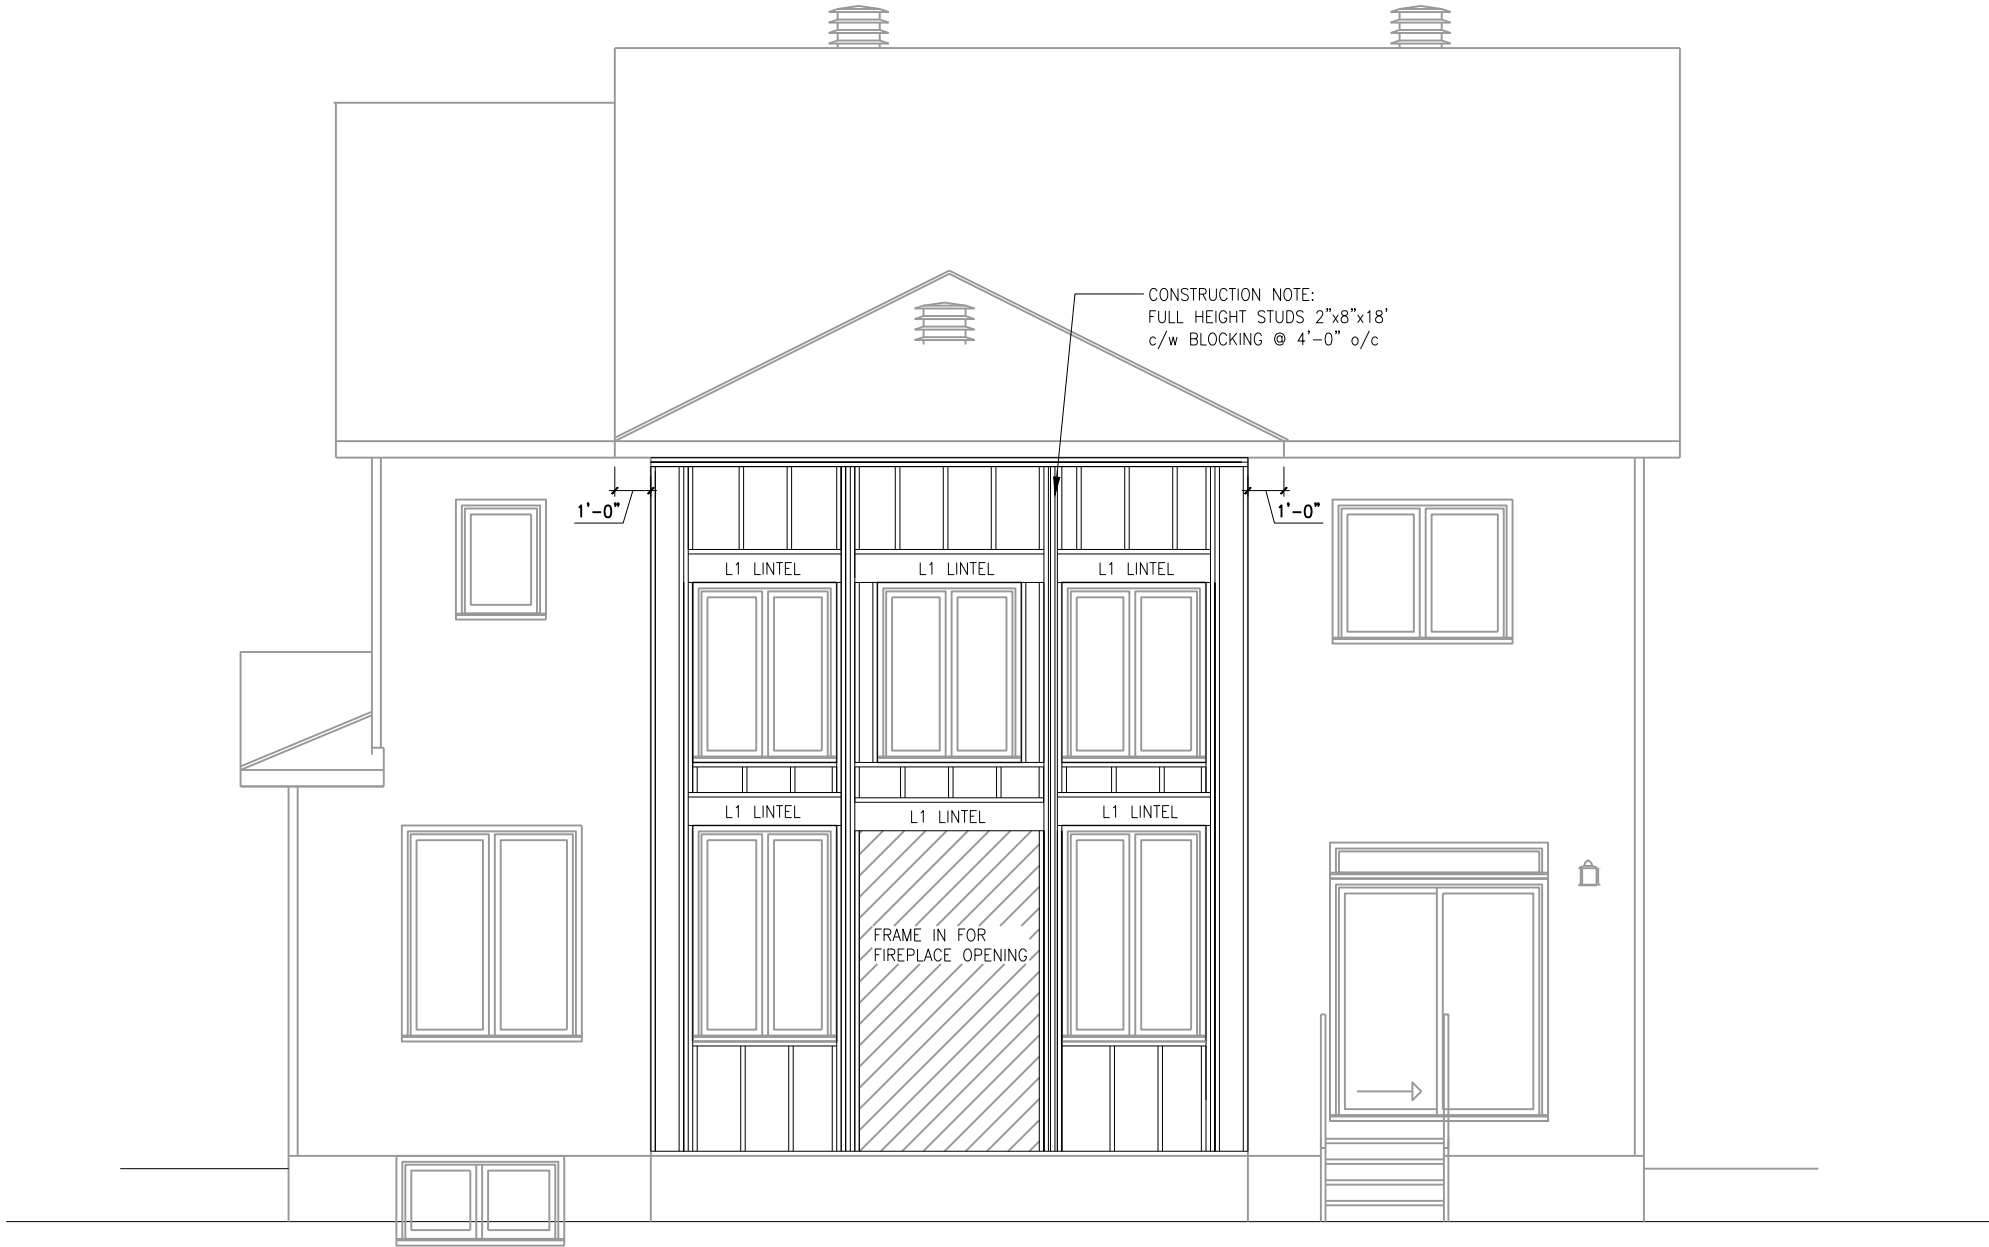 CONSTRUCTION NOTE:
FULL HEIGHT STUDS 2"x8"x18'
c/w BLOCKING @ 4'-0" o/c
1'-0"
1'-0"
L1 LINTEL
L1 LINTEL
L1 LINTEL
L1 LINTEL
L1 LINTEL
L1 LINTEL
FRAME IN FOR
FIREPLACE OPENING